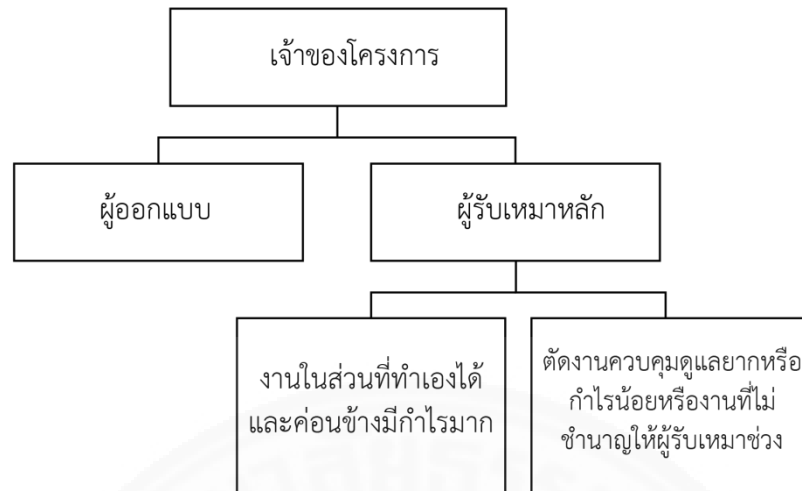 เจ้าของโครงการ
ผู้ออกแบบ
ผู้รับเหมาหลัก
งานในส่วนที่ทำเองได้
และค่อนข้างมีกำไรมาก
ตัดงานควบคุมดูแลยากหรือ
กำไรน้อยหรืองานที่ไม่
ชำนาญให้ผู้รับเหมาช่วง